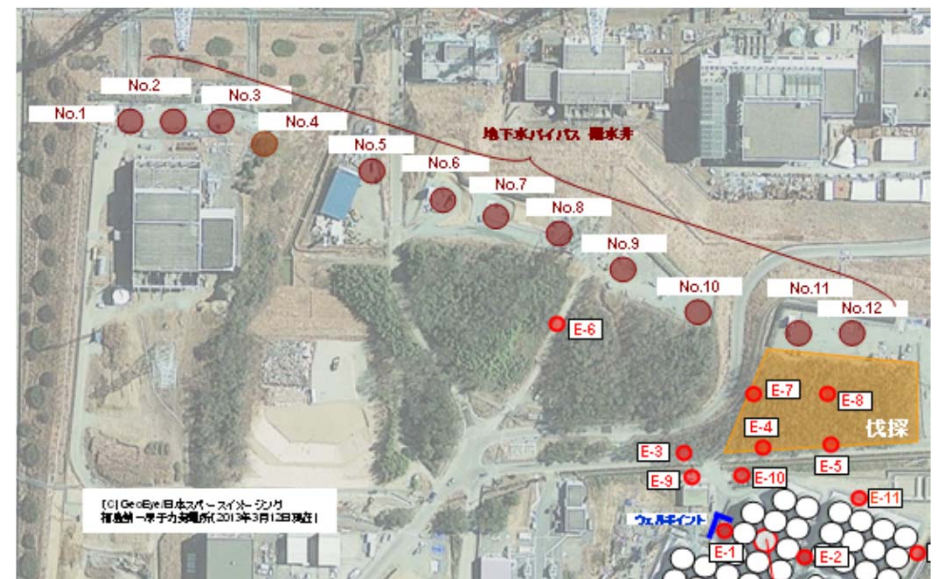 No.1
No.2
No.3
No.4
No.5
No.6
No.7
No.8
No.9
No.10
No.11
No.12
地下水バイパス 揚水井
E-6
E-7
E-8
E-4
伐採
E-3
E-5
E-9
E-10
E-11
ウェルポイント
E-1
E-2
(C)GeoEye/日本スペースイメージング
福島第一原子力発電所(2013年3月12日現在)